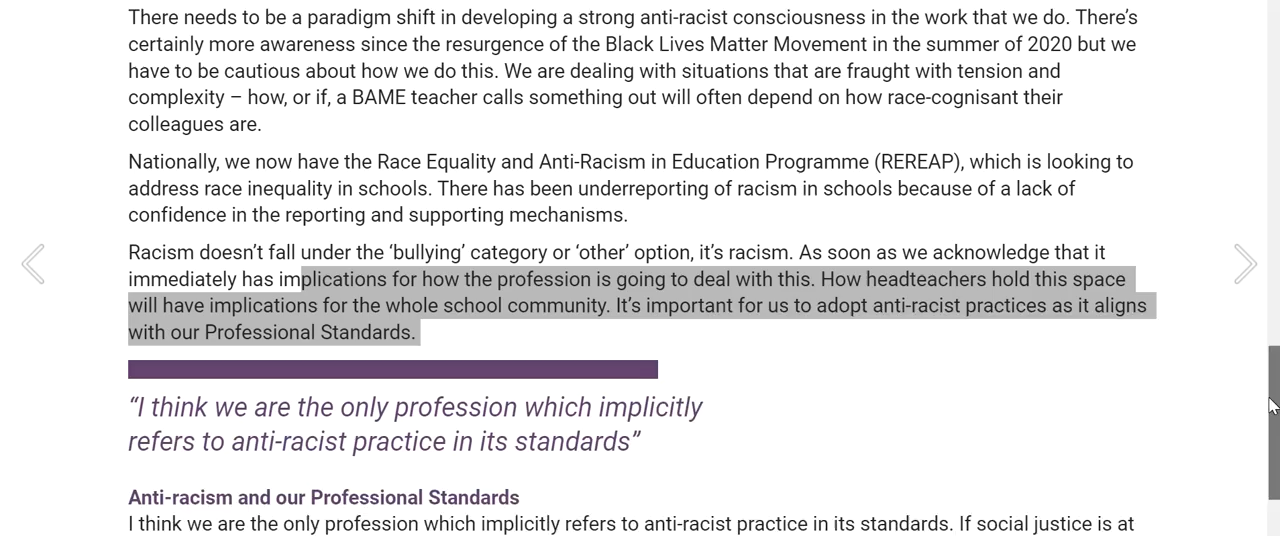 There needs to be a paradigm shift in developing a strong anti-racist consciousness in the work that we do. There’s
certainly more awareness since the resurgence of the Black Lives Matter Movement in the summer of 2020 but we
have to be cautious about how we do this. We are dealing with situations that are fraught with tension and
complexity – how, or if, a BAME teacher calls something out will often depend on how race-cognisant their
colleagues are.
Nationally, we now have the Race Equality and Anti-Racism in Education Programme (REREAP), which is looking to
address race inequality in schools. There has been underreporting of racism in schools because of a lack of
confidence in the reporting and supporting mechanisms.
Racism doesn’t fall under the ‘bullying’ category or ‘other’ option, it’s racism. As soon as we acknowledge that it
immediately has implications for how the profession is going to deal with this. How headteachers hold this space
will have implications for the whole school community. It’s important for us to adopt anti-racist practices as it aligns
with our Professional Standards.
“I think we are the only profession which implicitly
refers to anti-racist practice in its standards”
Anti-racism and our Professional Standards
I think we are the only profession which implicitly refers to anti-racist practice in its standards. If social justice is at